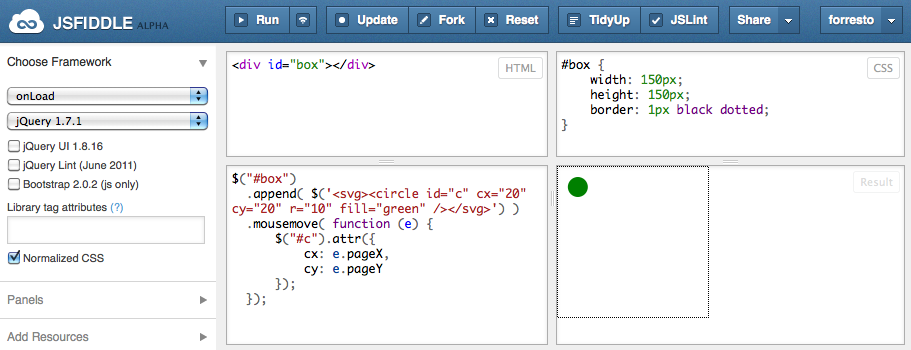 JSFIDDLE ALPHA
Run
Update
Fork
Reset
TidyUp
JSLint
Share
forresto
Choose Framework
onLoad
jQuery 1.7.1
jQuery UI 1.8.16
jQuery Lint (June 2011)
Bootstrap 2.0.2 (js only)
Library tag attributes (?)
Normalized CSS
Panels
Add Resources
<div id="box"></div>
HTML
#box {
width: 150px;
height: 150px;
border: 1px black dotted;
}
CSS
$("#box")
.append( $('<svg><circle id="c" cx="20"
cy="20" r="10" fill="green" /></svg>') )
.mousemove( function (e) {
$("#c").attr({
cx: e.pageX,
cy: e.pageY
});
});
Result